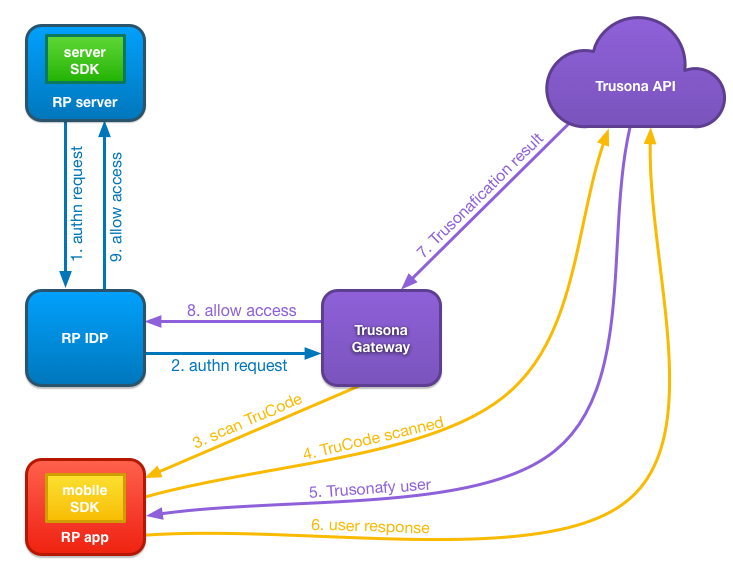 server
SDK
RP server
Trusona API
1. authn request
9. allow access
7. Trusonafication result
8. allow access
RP IDP
Trusona
Gateway
2. authn request
3. scan TruCode
4. TruCode scanned
mobile
SDK
RP app
5. Trusonafy user
6. user response